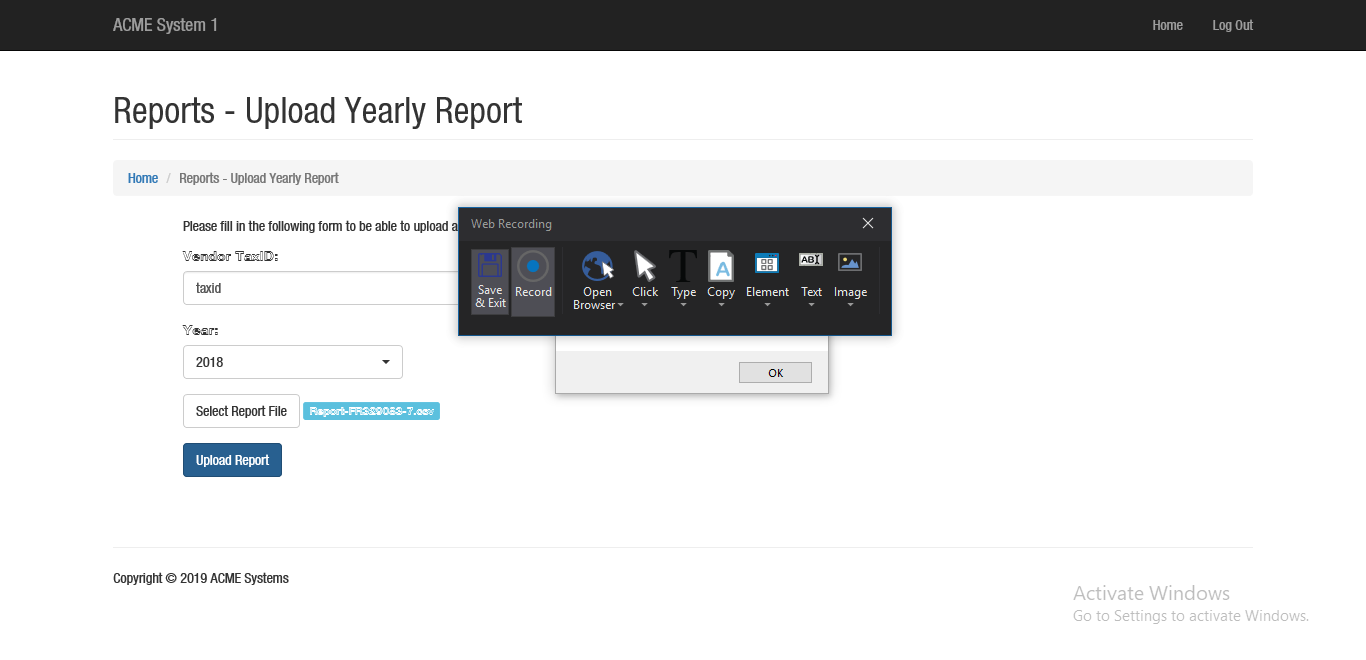 ACME System 1
Home
Log Out
Reports - Upload Yearly Report
Home / Reports - Upload Yearly Report
Please fill in the following form to be able to upload a
Vendor TaxID:
taxid
Year:
2018
Select Report File
Report-FR329053-7.csv
Upload Report
Web Recording
Save
& Exit
Record
Open
Browser
Click
T
Type
A
Copy
Element
AB
Text
Image
OK
Copyright © 2019 ACME Systems
Activate Windows
Go to Settings to activate Windows.